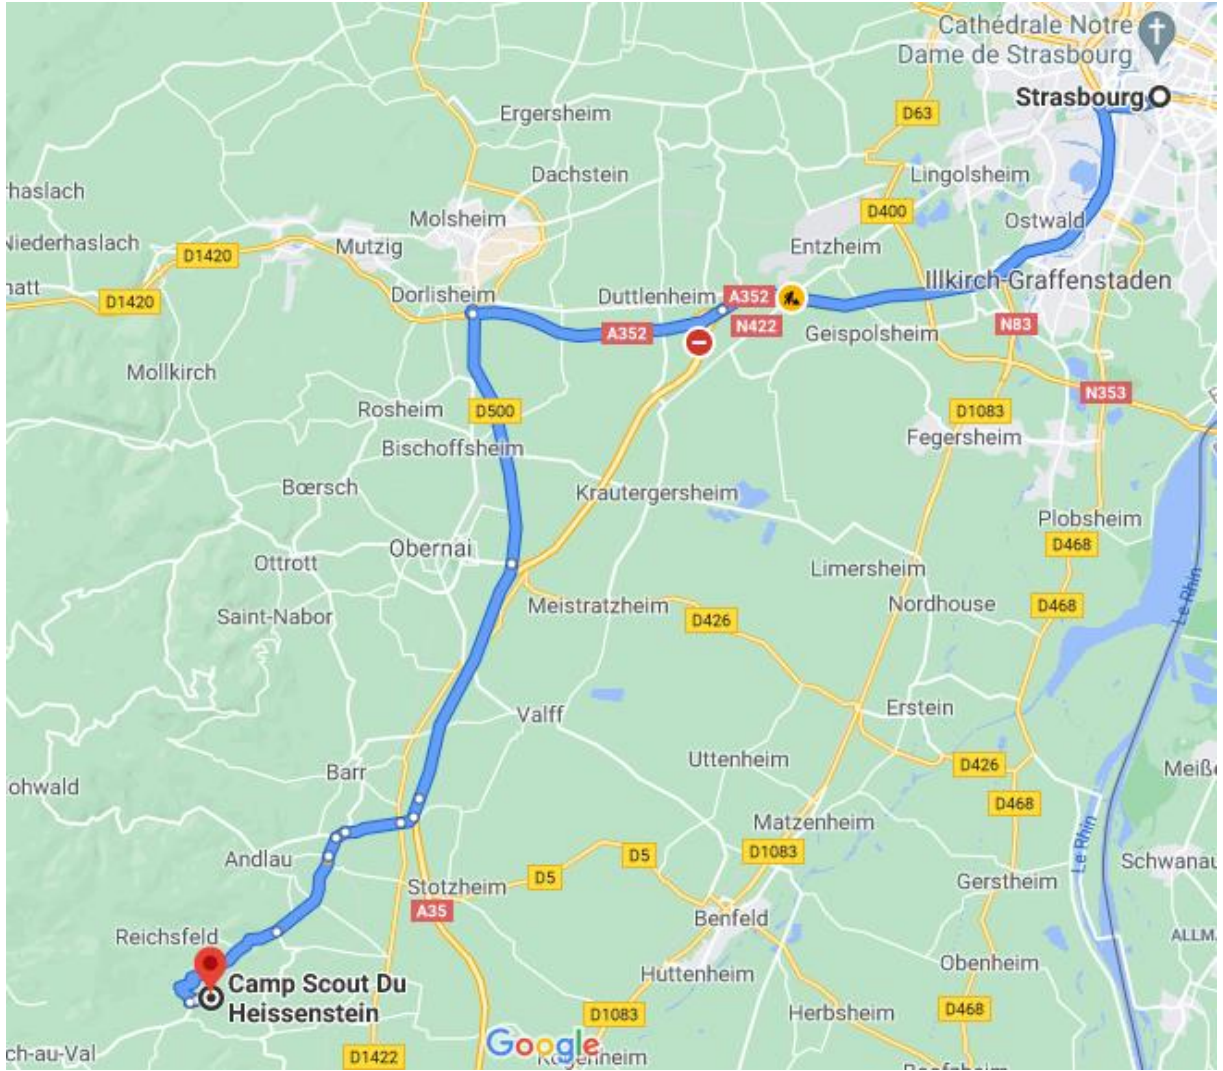 Cathédrale Notre
Dame de Strasbourg
Strasbourg
Ergersheim
D63
Dachstein
Lingolsheim
rhaslach
Molsheim
D400
Ostwald
Niederhaslach
D1420
Mutzig
Entzheim
Illkirch-Graffenstaden
natt
D1420
Dorlisheim
Duttlenheim
A352
N422
A352
Geispolsheim
N83
Mollkirch
N353
Rosheim
D500
D1083
Bischoffsheim
Fegersheim
Bœrsch
Krautergersheim
Plobsheim
Obernai
D468
Ottrott
Limersheim
Le Rhin
Meistratzheim
Nordhouse
D468
Saint-Nabor
D426
Valff
Erstein
Uttenheim
D426
Barr
Meiße
ohwald
D468
Matzenheim
Le Rhin
D1083
Andlau
D5
D5
Schwanau
Stotzheim
Gerstheim
A35
Benfeld
Reichsfeld
ALLM
Obenheim
Huttenheim
Camp Scout Du
Heissenstein
D1083
Herbsheim
D468
ch-au-Val
D1422
Google